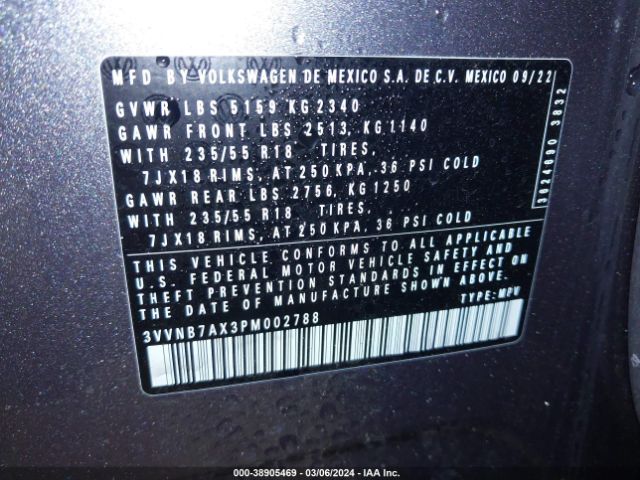 MFD BY VOLKSWAGEN DE MEXICO S.A. DE C.V. MEXICO 09/22
GVWR LBS 5159 KG 2340
GAWR FRONT LBS 2513, KG 1140
WITH 235/55 R18 TIRES,
7JX18 RIMS, AT 250 KPA, 36 PSI COLD
GAWR REAR LBS 2756, KG 1250
WITH 235/55 R18 TIRES,
7JX18 RIMS, AT 250 KPA, 36 PSI COLD
THIS VEHICLE CONFORMS TO ALL APPLICABLE
U.S. FEDERAL MOTOR VEHICLE SAFETY AND
THEFT PREVENTION STANDARDS IN EFFECT ON
THE DATE OF MANUFACTURE SHOWN ABOVE.
3VVNB7AX3PM002788 TYPE: MPV
3832
000-38905469 - 03/06/2024 - IAA Inc.